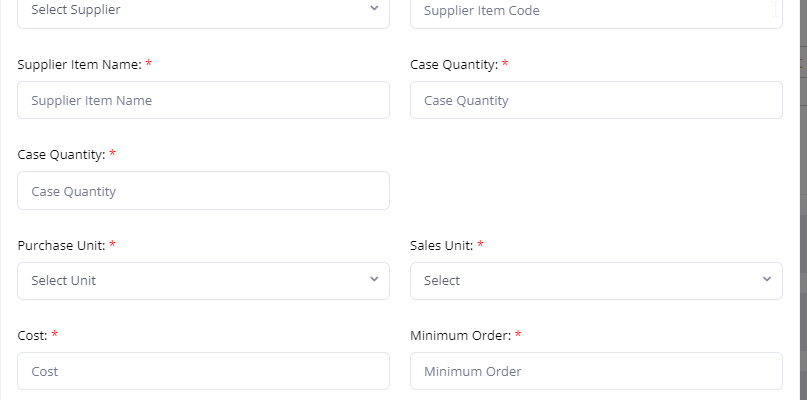 Select Supplier Supplier Item Code
Supplier Item Name: * Case Quantity: *
Supplier Item Name Case Quantity
Case Quantity: *
Case Quantity
Purchase Unit: * Sales Unit: *
Select Unit Select
Cost: * Minimum Order: *
Cost Minimum Order